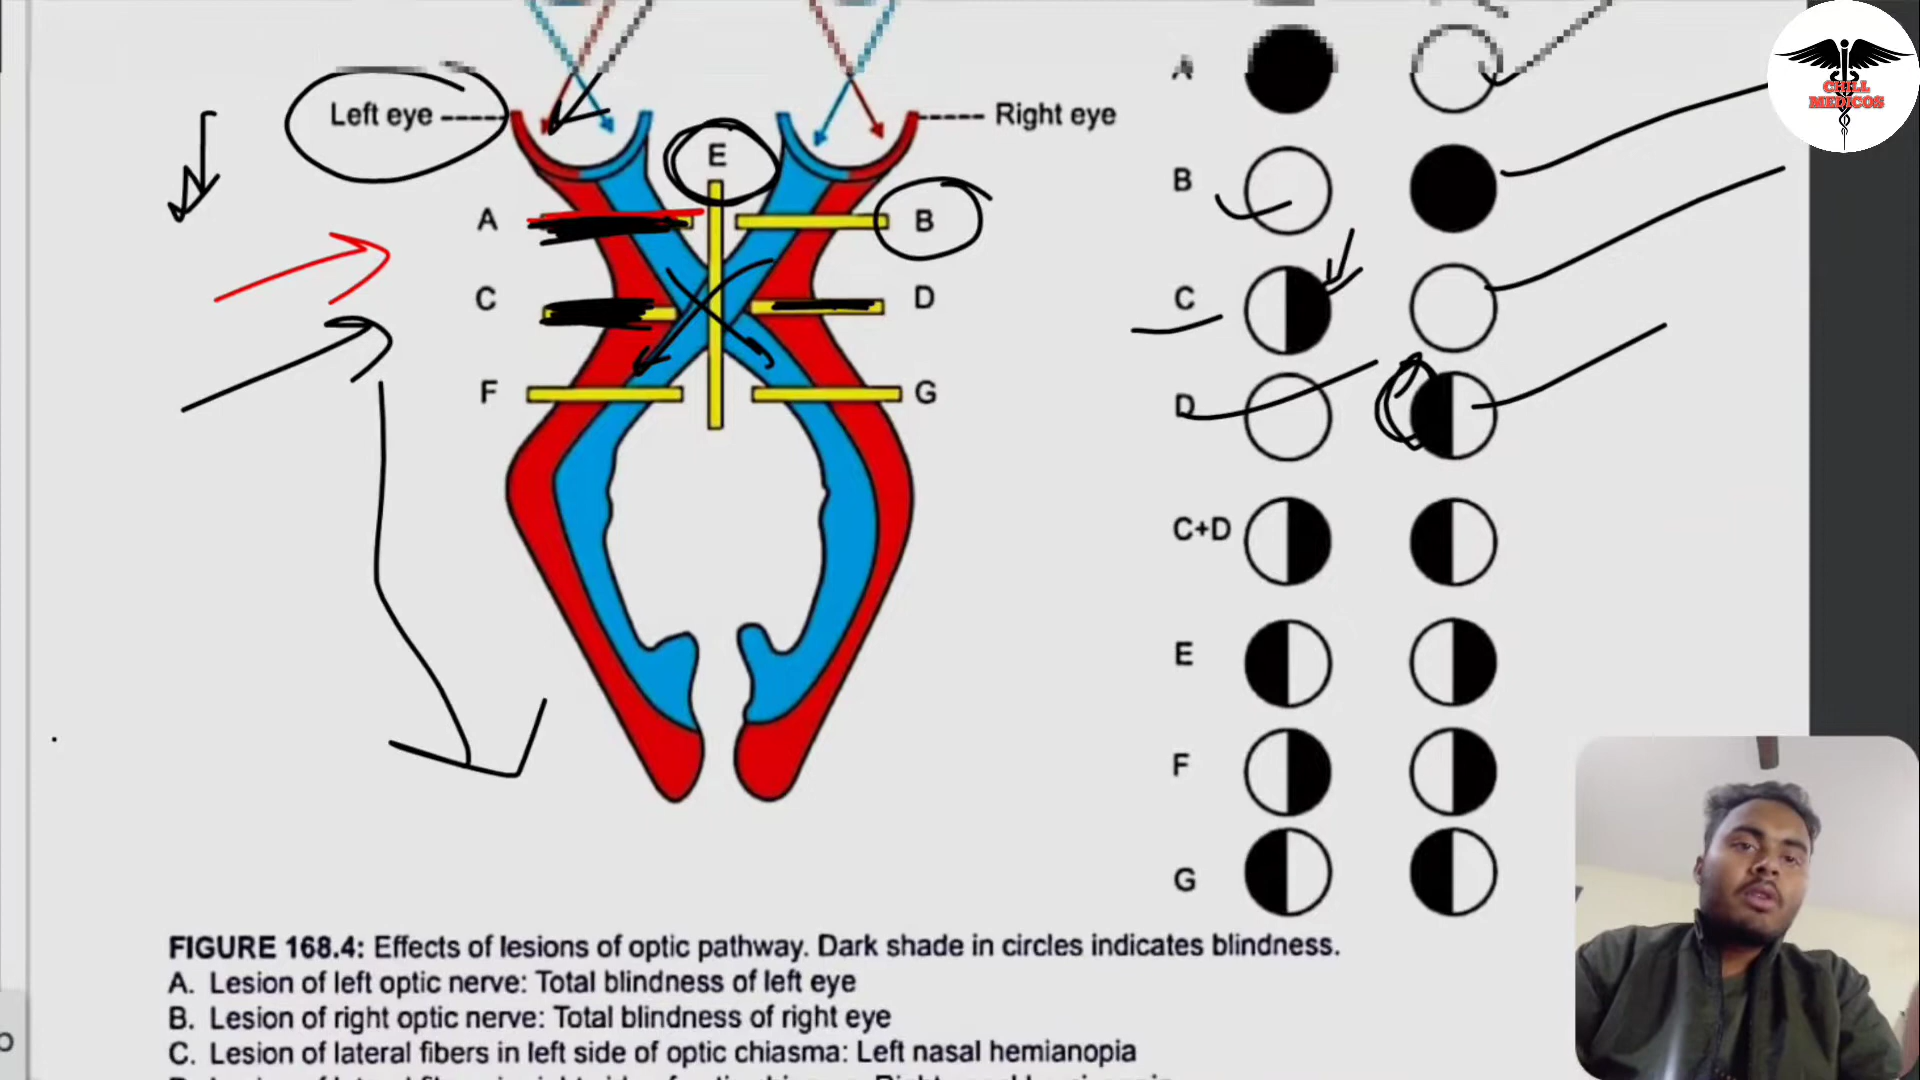 CHILL
MEDICOS
A
Left eye
Right eye
E
B
A
B
C
C
D
D
F
G
C+D
E
F
G
FIGURE 168.4: Effects of lesions of optic pathway. Dark shade in circles indicates blindness.
A. Lesion of left optic nerve: Total blindness of left eye
B. Lesion of right optic nerve: Total blindness of right eye
C. Lesion of lateral fibers in left side of optic chiasma: Left nasal hemianopia